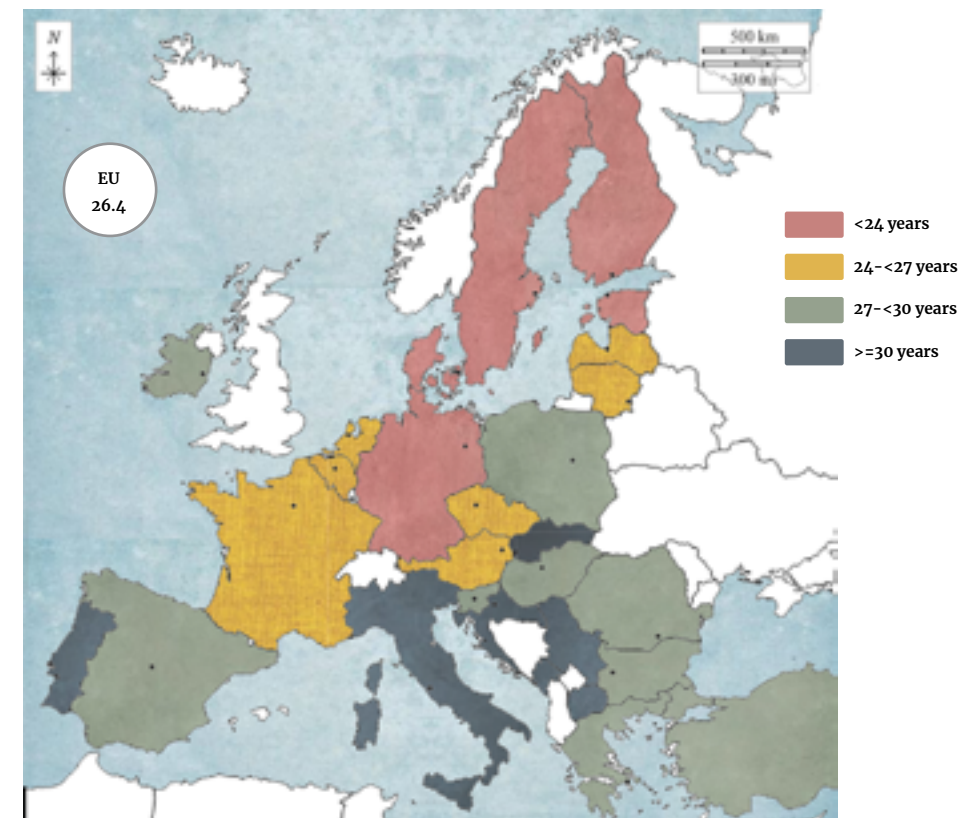 N
500 km
300 mi
EU
26.4
<24 years
24-<27 years
27-<30 years
>=30 years